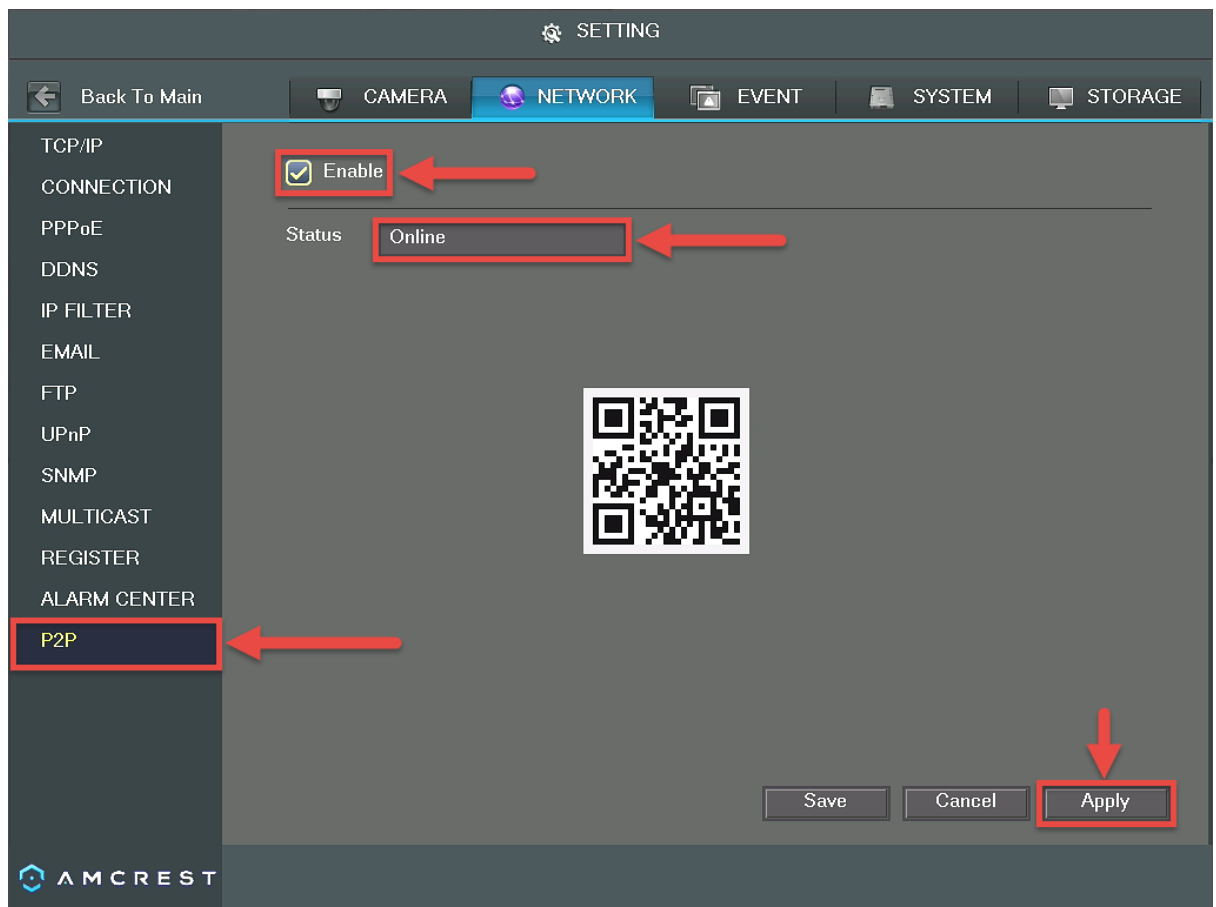 SETTING
Back To Main
CAMERA
NETWORK
EVENT
SYSTEM
STORAGE
TCP/IP
CONNECTION
PPPoE
DDNS
IP FILTER
EMAIL
FTP
UPnP
SNMP
MULTICAST
REGISTER
ALARM CENTER
P2P
Enable
Status
Online
Save
Cancel
Apply
AMCREST